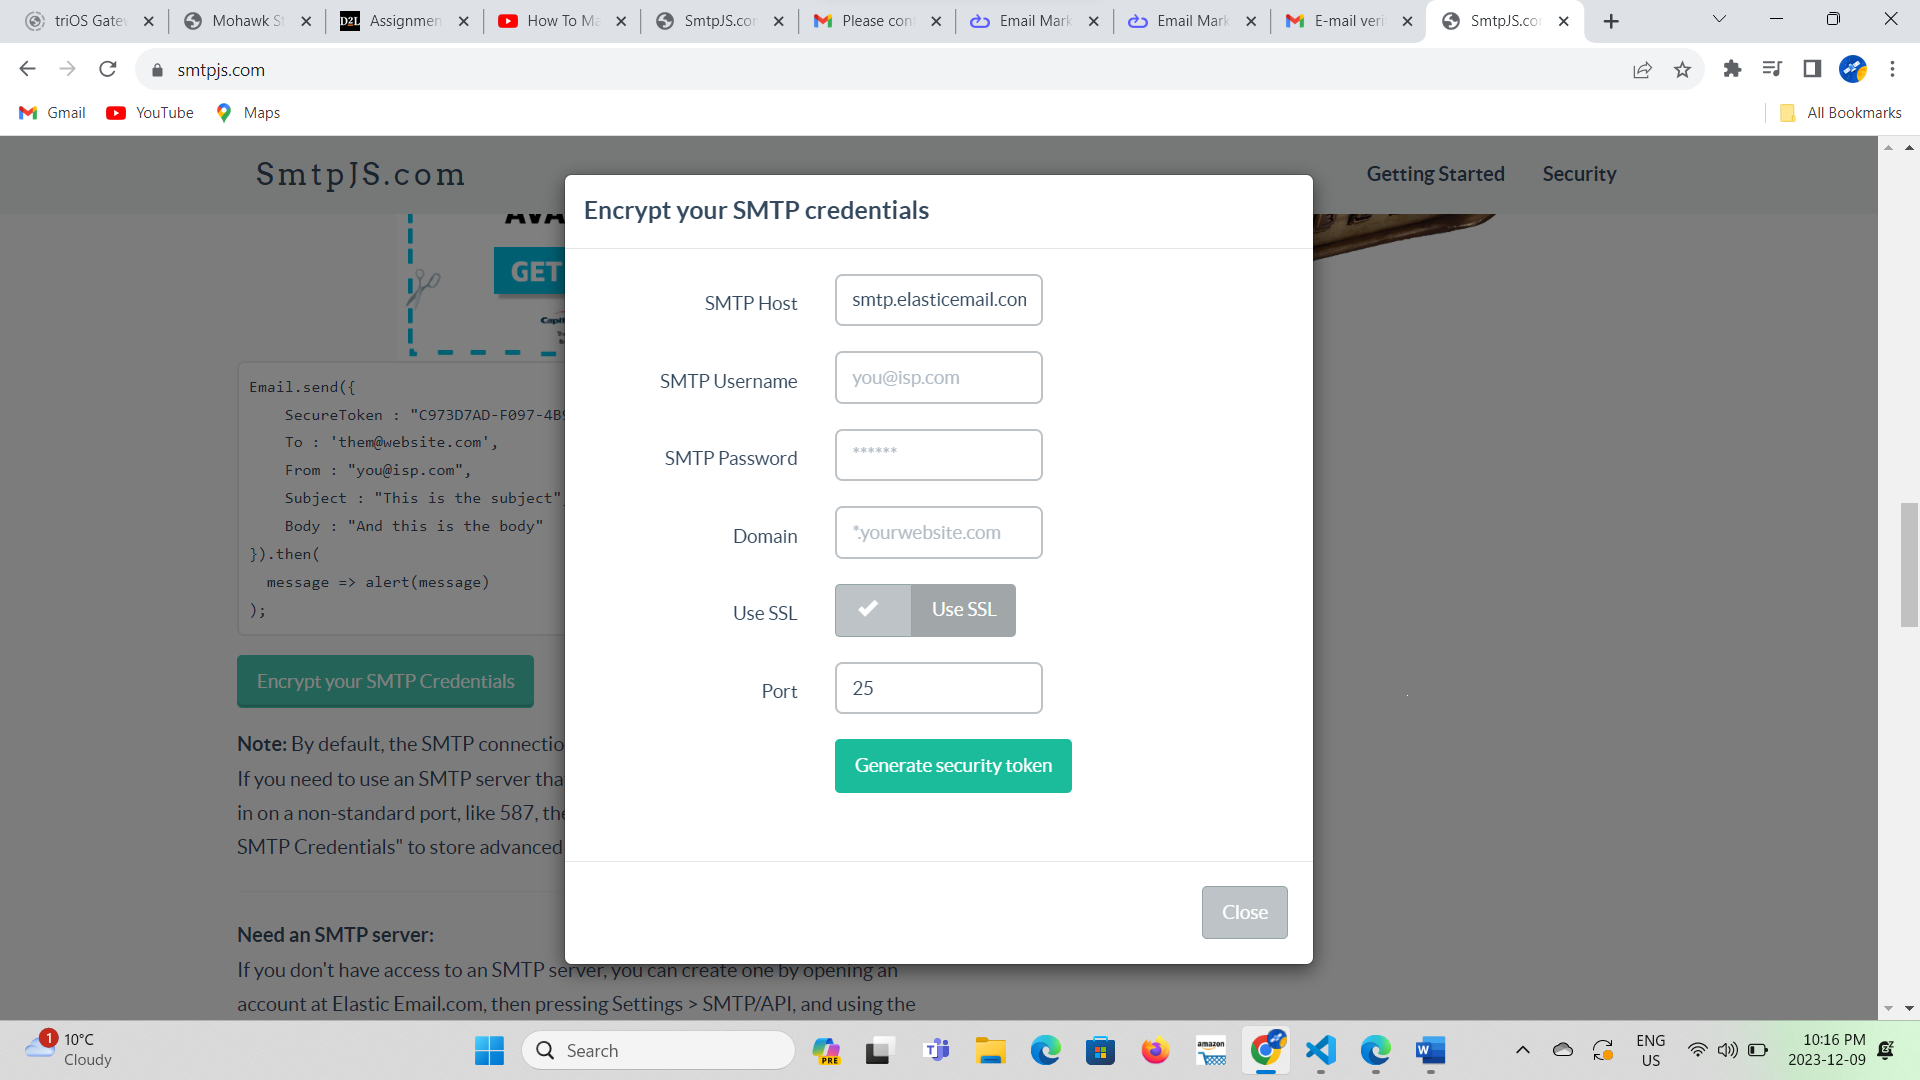 triOS Gate
Mohawk St
D2L Assignmen
How To Ma
SmtpJS.co
Please con
Email Mark
Email Mark
E-mail veri
SmtpJS.co
smtpjs.com
Gmail
YouTube
Maps
All Bookmarks
SmtpJS.com
Getting Started
Security
GET
Encrypt your SMTP credentials
SMTP Host
smtp.elasticemail.con
SMTP Username
you@isp.com
SMTP Password
******
Domain
*.yourwebsite.com
Use SSL
Use SSL
Port
25
Generate security token
Close
Email.send({
SecureToken : "C973D7AD-F097-4B9
To : 'them@website.com',
From : "you@isp.com",
Subject : "This is the subject",
Body : "And this is the body"
}).then(
message => alert(message)
);
Encrypt your SMTP Credentials
Note: By default, the SMTP connectio
If you need to use an SMTP server tha
in on a non-standard port, like 587, the
SMTP Credentials" to store advanced
Need an SMTP server:
If you don't have access to an SMTP server, you can create one by opening an
account at Elastic Email.com, then pressing Settings > SMTP/API, and using the
1
10°C
Cloudy
Search
PRE
amazon
ENG
US
10:16 PM
2023-12-09